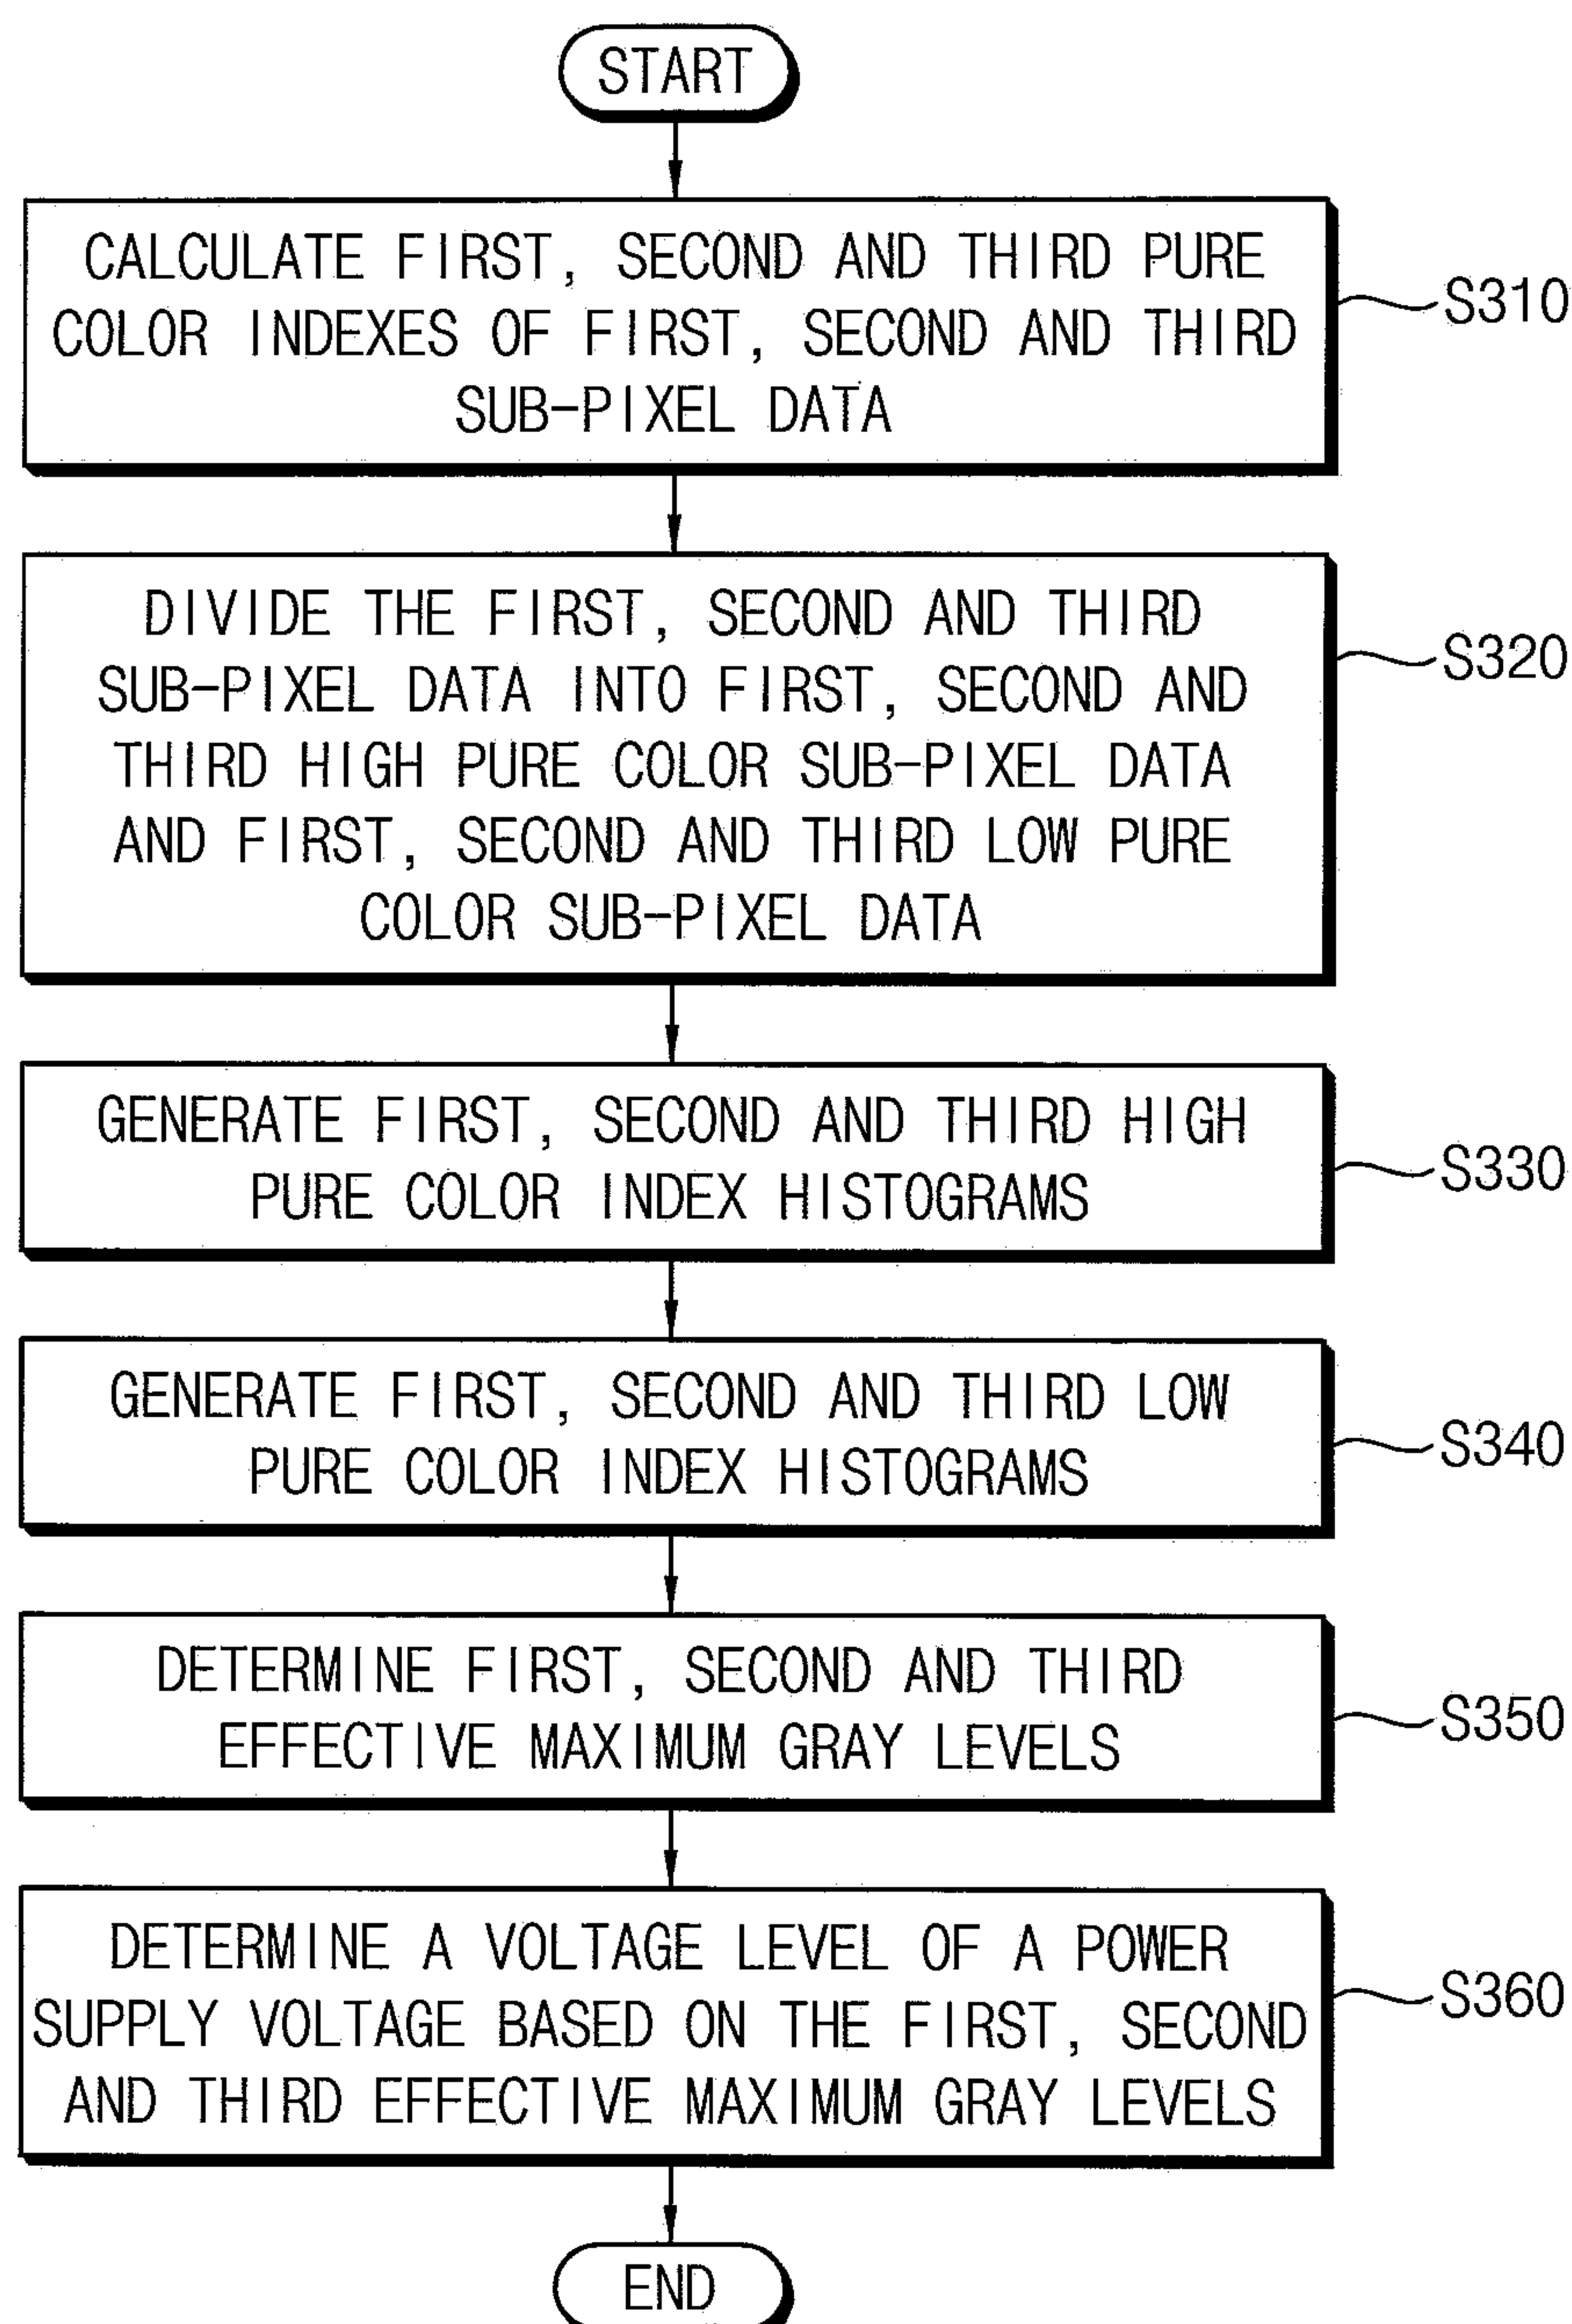 START
CALCULATE FIRST, SECOND AND THIRD PURE
COLOR INDEXES OF FIRST, SECOND AND THIRD
SUB-PIXEL DATA
S310
DIVIDE THE FIRST, SECOND AND THIRD
SUB-PIXEL DATA INTO FIRST, SECOND AND
THIRD HIGH PURE COLOR SUB-PIXEL DATA
AND FIRST, SECOND AND THIRD LOW PURE
COLOR SUB-PIXEL DATA
S320
GENERATE FIRST, SECOND AND THIRD HIGH
PURE COLOR INDEX HISTOGRAMS
S330
GENERATE FIRST, SECOND AND THIRD LOW
PURE COLOR INDEX HISTOGRAMS
S340
DETERMINE FIRST, SECOND AND THIRD
EFFECTIVE MAXIMUM GRAY LEVELS
S350
DETERMINE A VOLTAGE LEVEL OF A POWER
SUPPLY VOLTAGE BASED ON THE FIRST, SECOND
AND THIRD EFFECTIVE MAXIMUM GRAY LEVELS
S360
END